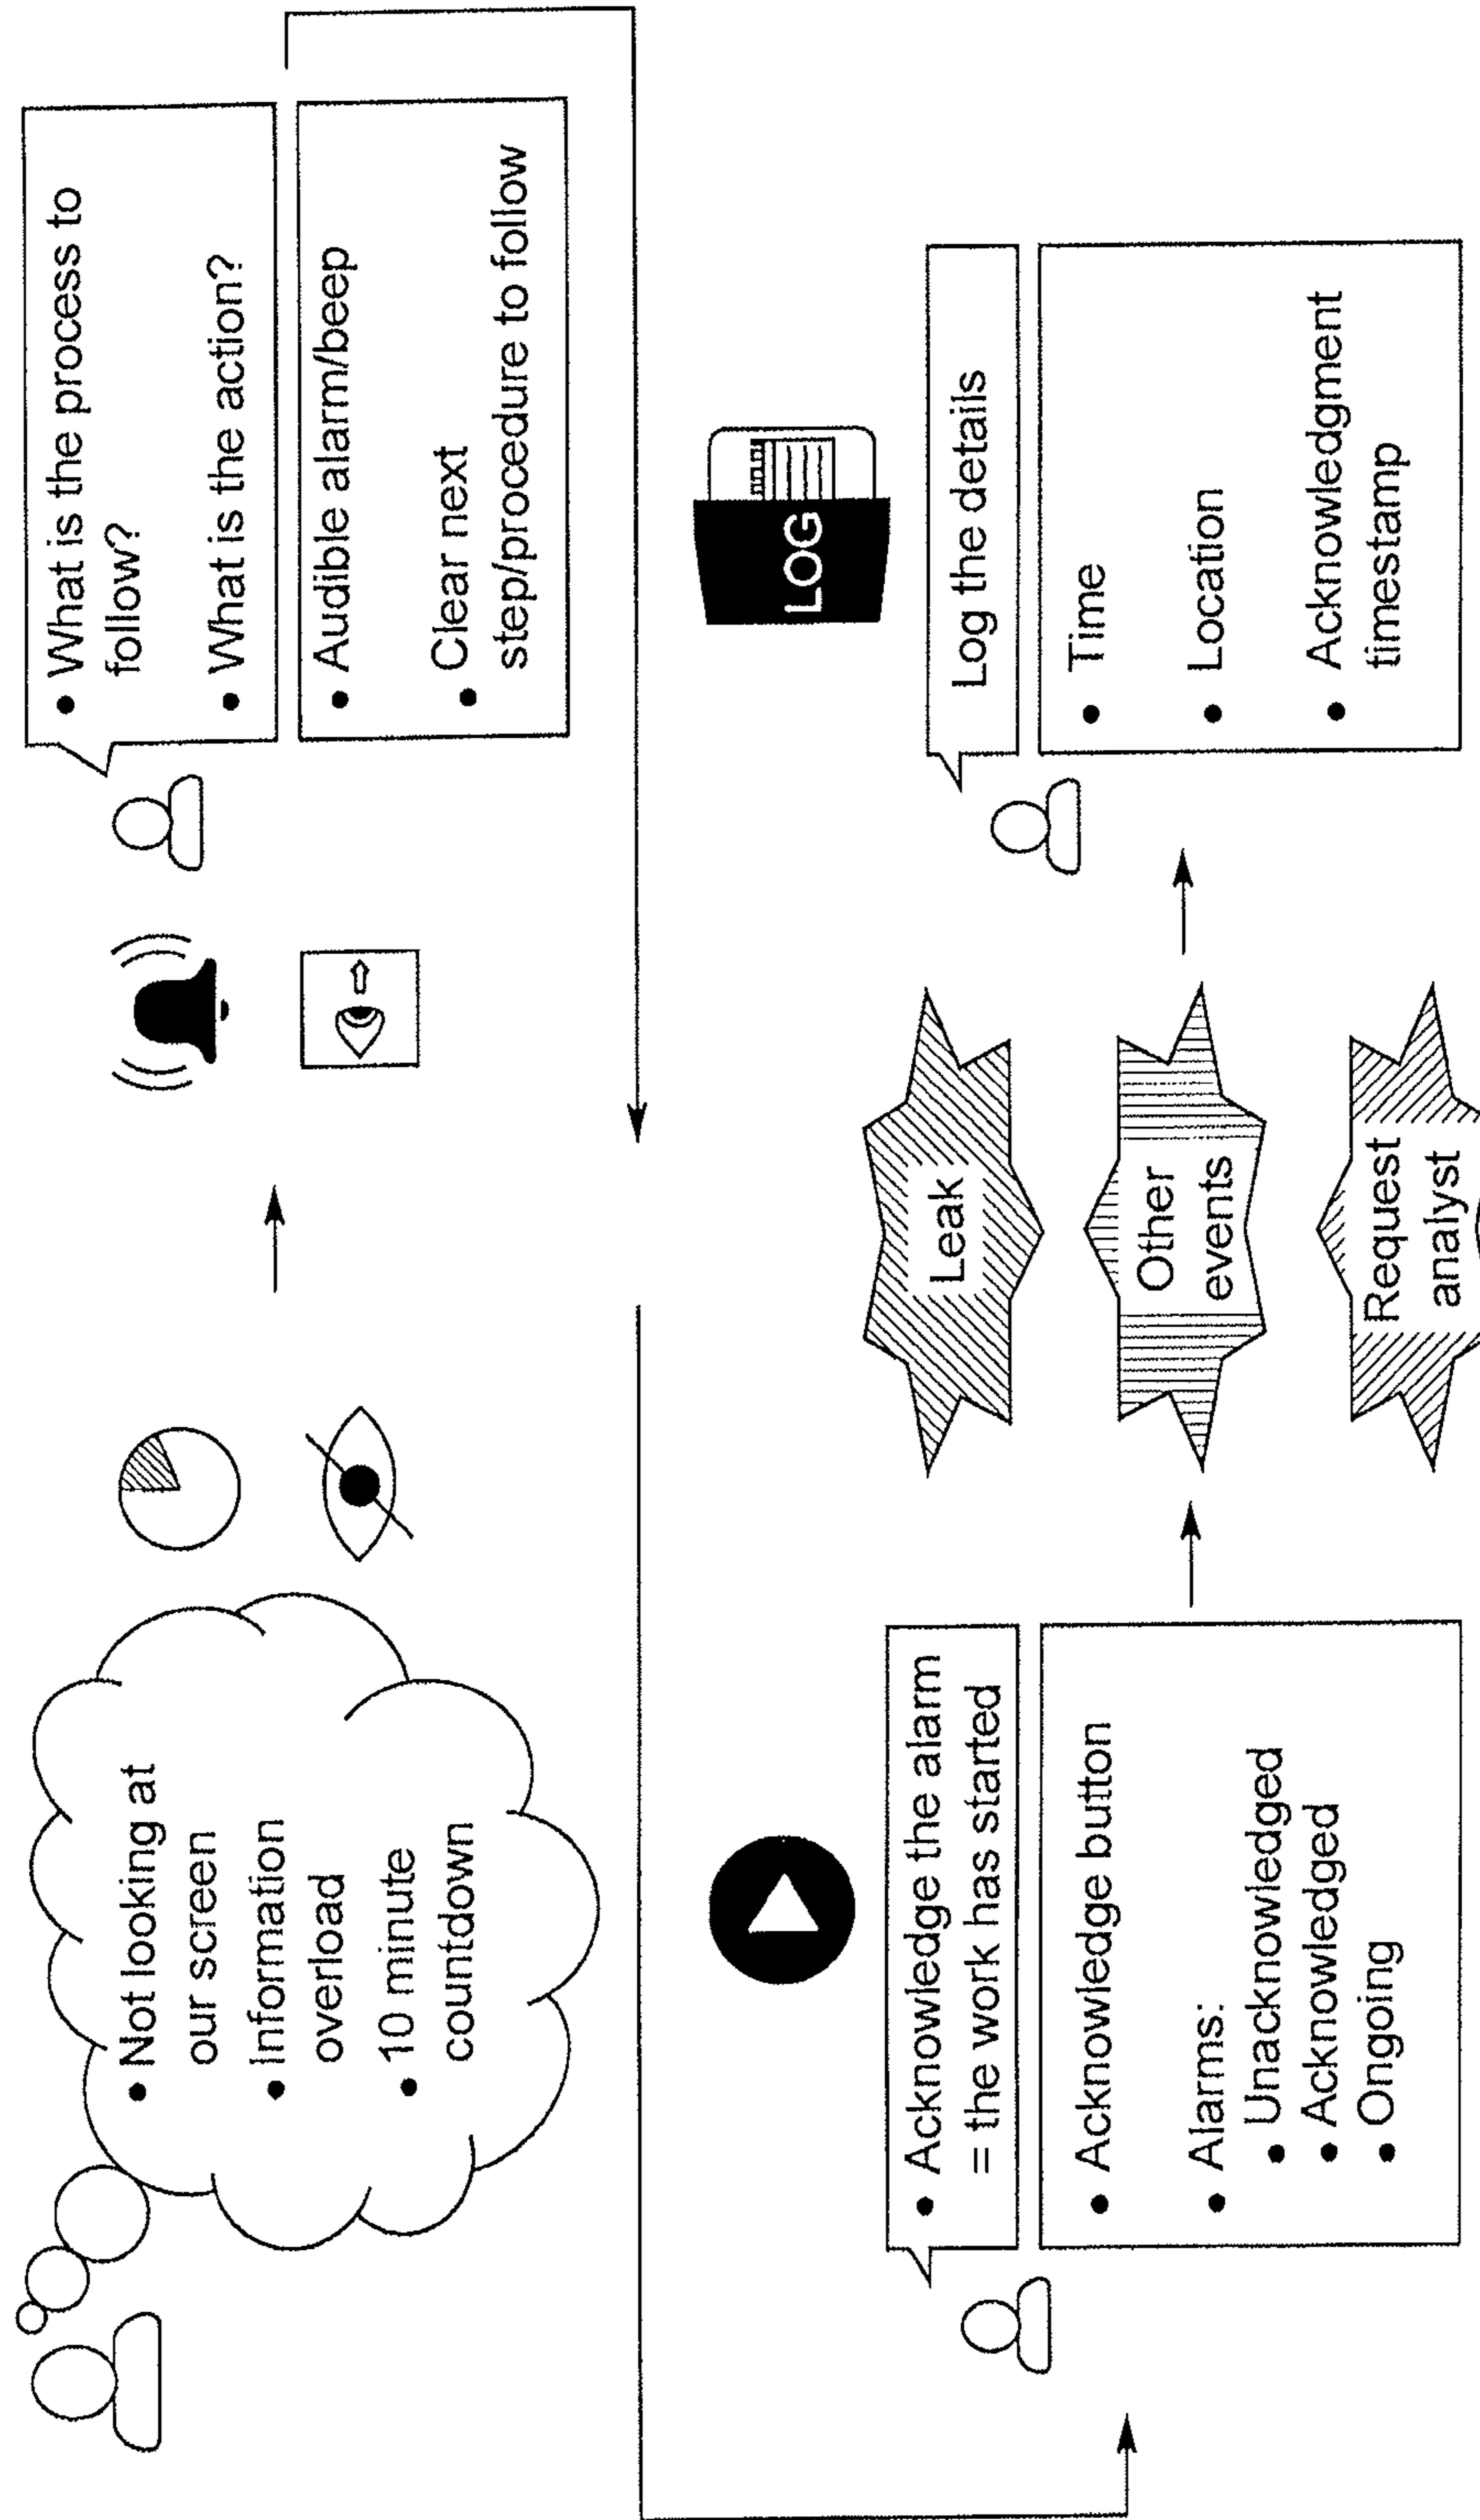 • Not looking at
our screen
• Information
overload
• 10 minute
countdown
• What is the process to
follow?
• What is the action?
• Audible alarm/beep
• Clear next
step/procedure to follow
• Acknowledge the alarm
= the work has started
• Acknowledge button
• Alarms:
• Unacknowledged
• Acknowledged
• Ongoing
Leak
Other
events
Request
analyst
LOG
Log the details
• Time
• Location
• Acknowledgment
timestamp